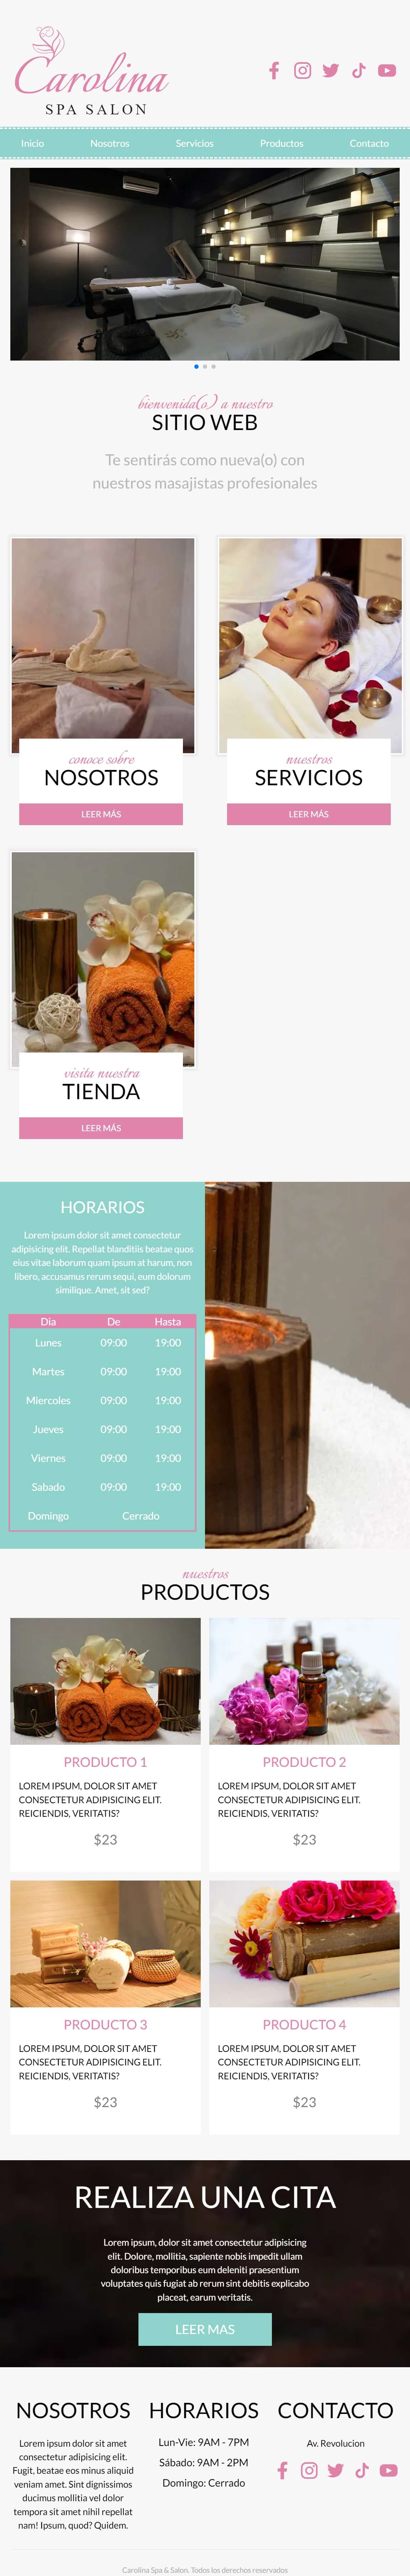 Carolina
SPA SALON
Inicio
Nosotros
Servicios
Productos
Contacto
bienvenida(o) a nuestro
SITIO WEB
Te sentirás como nueva(o) con
nuestros masajistas profesionales
conoce sobre
NOSOTROS
LEER MÁS
nuestros
SERVICIOS
LEER MÁS
visita nuestra
TIENDA
LEER MÁS
HORARIOS
Lorem ipsum dolor sit amet consectetur
adipisicing elit. Repellat blanditiis beatae quos
eius vitae laborum quam ipsum at harum, non
libero, accusamus rerum sequi, eum dolorum
similique. Amet, sit sed?
Dia De Hasta
Lunes 09:00 19:00
Martes 09:00 19:00
Miercoles 09:00 19:00
Jueves 09:00 19:00
Viernes 09:00 19:00
Sabado 09:00 19:00
Domingo Cerrado
nuestros
PRODUCTOS
PRODUCTO 1
LOREM IPSUM, DOLOR SIT AMET
CONSECTETUR ADIPISICING ELIT.
REICIENDIS, VERITATIS?
$23
PRODUCTO 2
LOREM IPSUM, DOLOR SIT AMET
CONSECTETUR ADIPISICING ELIT.
REICIENDIS, VERITATIS?
$23
PRODUCTO 3
LOREM IPSUM, DOLOR SIT AMET
CONSECTETUR ADIPISICING ELIT.
REICIENDIS, VERITATIS?
$23
PRODUCTO 4
LOREM IPSUM, DOLOR SIT AMET
CONSECTETUR ADIPISICING ELIT.
REICIENDIS, VERITATIS?
$23
REALIZA UNA CITA
Lorem ipsum, dolor sit amet consectetur adipisicing
elit. Dolore, mollitia, sapiente nobis impedit ullam
doloribus temporibus eum deleniti praesentium
voluptates quis fugiat ab rerum sint debitis explicabo
placeat, earum veritatis.
LEER MAS
NOSOTROS
Lorem ipsum dolor sit amet
consectetur adipisicing elit.
Fugit, beatae eos minus aliquid
veniam amet. Sint dignissimos
ducimus mollitia vel dolor
tempora sit amet nihil repellat
nam! Ipsum, quod? Quidem.
HORARIOS
Lun-Vie: 9AM - 7PM
Sábado: 9AM - 2PM
Domingo: Cerrado
CONTACTO
Av. Revolucion
Carolina Spa & Salon. Todos los derechos reservados